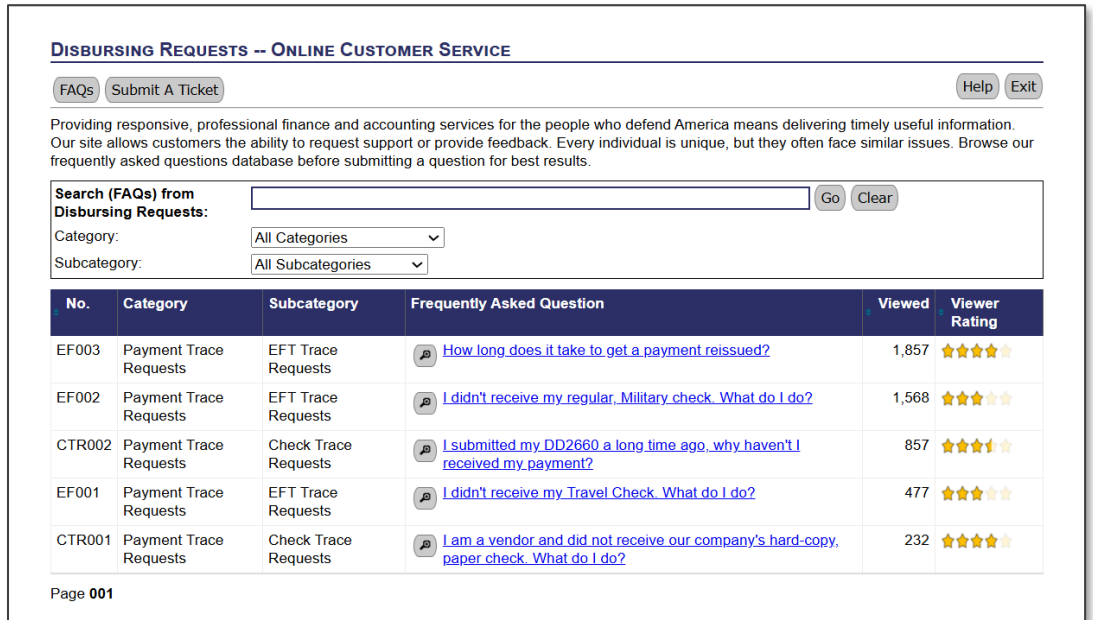 DISBURSING REQUESTS -- ONLINE CUSTOMER SERVICE
FAQs Submit A Ticket Help Exit
Providing responsive, professional finance and accounting services for the people who defend America means delivering timely useful information.
Our site allows customers the ability to request support or provide feedback. Every individual is unique, but they often face similar issues. Browse our
frequently asked questions database before submitting a question for best results.
Search (FAQs) from
Disbursing Requests:
Go Clear
Category: All Categories
Subcategory: All Subcategories
No. Category Subcategory Frequently Asked Question Viewed Viewer
Rating
EF003 Payment Trace EFT Trace How long does it take to get a payment reissued? 1,857
Requests Requests
EF002 Payment Trace EFT Trace I didn't receive my regular, Military check. What do I do? 1,568
Requests Requests
CTR002 Payment Trace Check Trace I submitted my DD2660 a long time ago, why haven't I 857
Requests Requests received my payment?
EF001 Payment Trace EFT Trace I didn't receive my Travel Check. What do I do? 477
Requests Requests
CTR001 Payment Trace Check Trace I am a vendor and did not receive our company's hard-copy, 232
Requests Requests paper check. What do I do?
Page 001